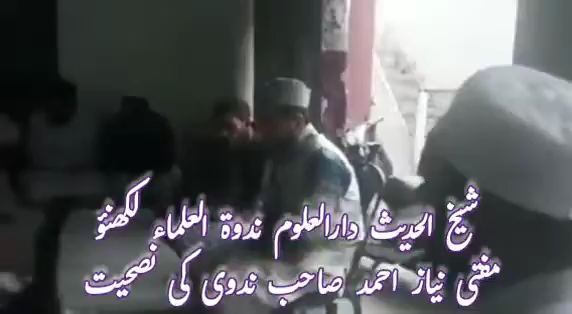 شیخ الحدیث دارالعلوم ندوۃ العلماء لکھنؤ
مفتی نیاز احمد صاحب ندوی کی نصیحت